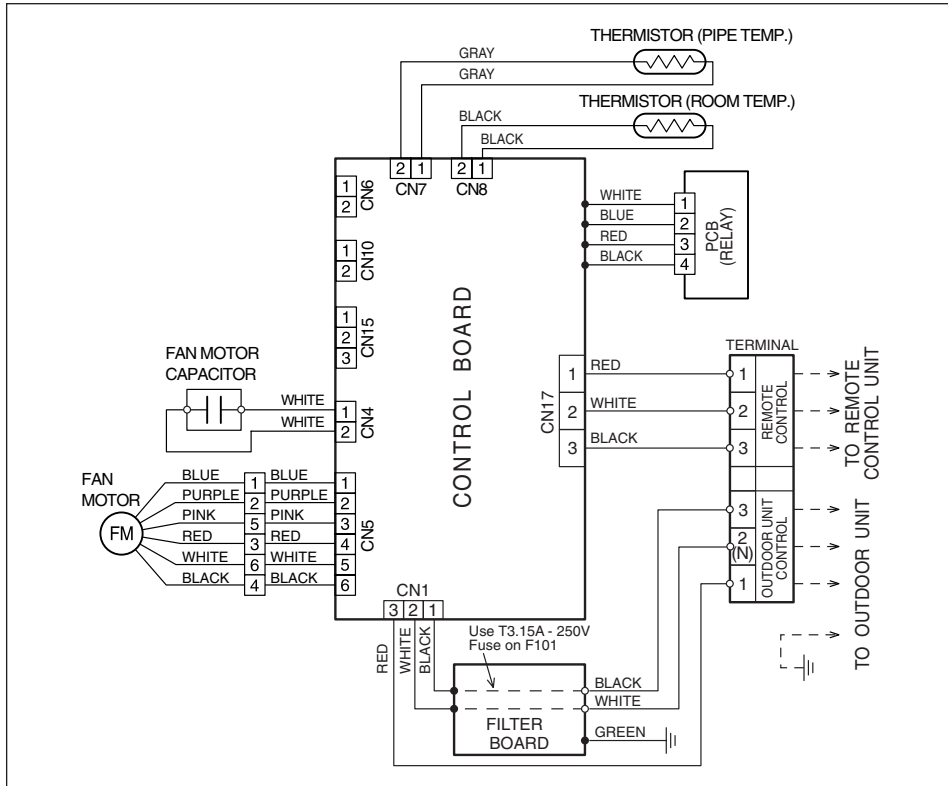 THERMISTOR (PIPE TEMP.)
GRAY
GRAY
THERMISTOR (ROOM TEMP.)
BLACK
BLACK
2 1
CN7
2 1
CN8
1
2
CN6
1
2
CN10
1
2
3
CN15
CONTROL BOARD
WHITE
BLUE
RED
BLACK
1
2
3
4
PCB
(RELAY)
FAN MOTOR
CAPACITOR
WHITE
WHITE
1
2
CN4
1
2
3
CN17
RED
WHITE
BLACK
TERMINAL
1
2
3
REMOTE
CONTROL
TO REMOTE
CONTROL UNIT
3
2
(N)
1
OUTDOOR UNIT
CONTROL
TO OUTDOOR UNIT
FAN
MOTOR
FM
BLUE 1 BLUE 1
PURPLE 2 PURPLE 2
PINK 5 PINK 3
RED 3 RED 4
WHITE 6 WHITE 5
BLACK 4 BLACK 6
CN5
CN1
3 2 1
RED
WHITE
BLACK
Use T3.15A - 250V
Fuse on F101
FILTER
BOARD
BLACK
WHITE
GREEN